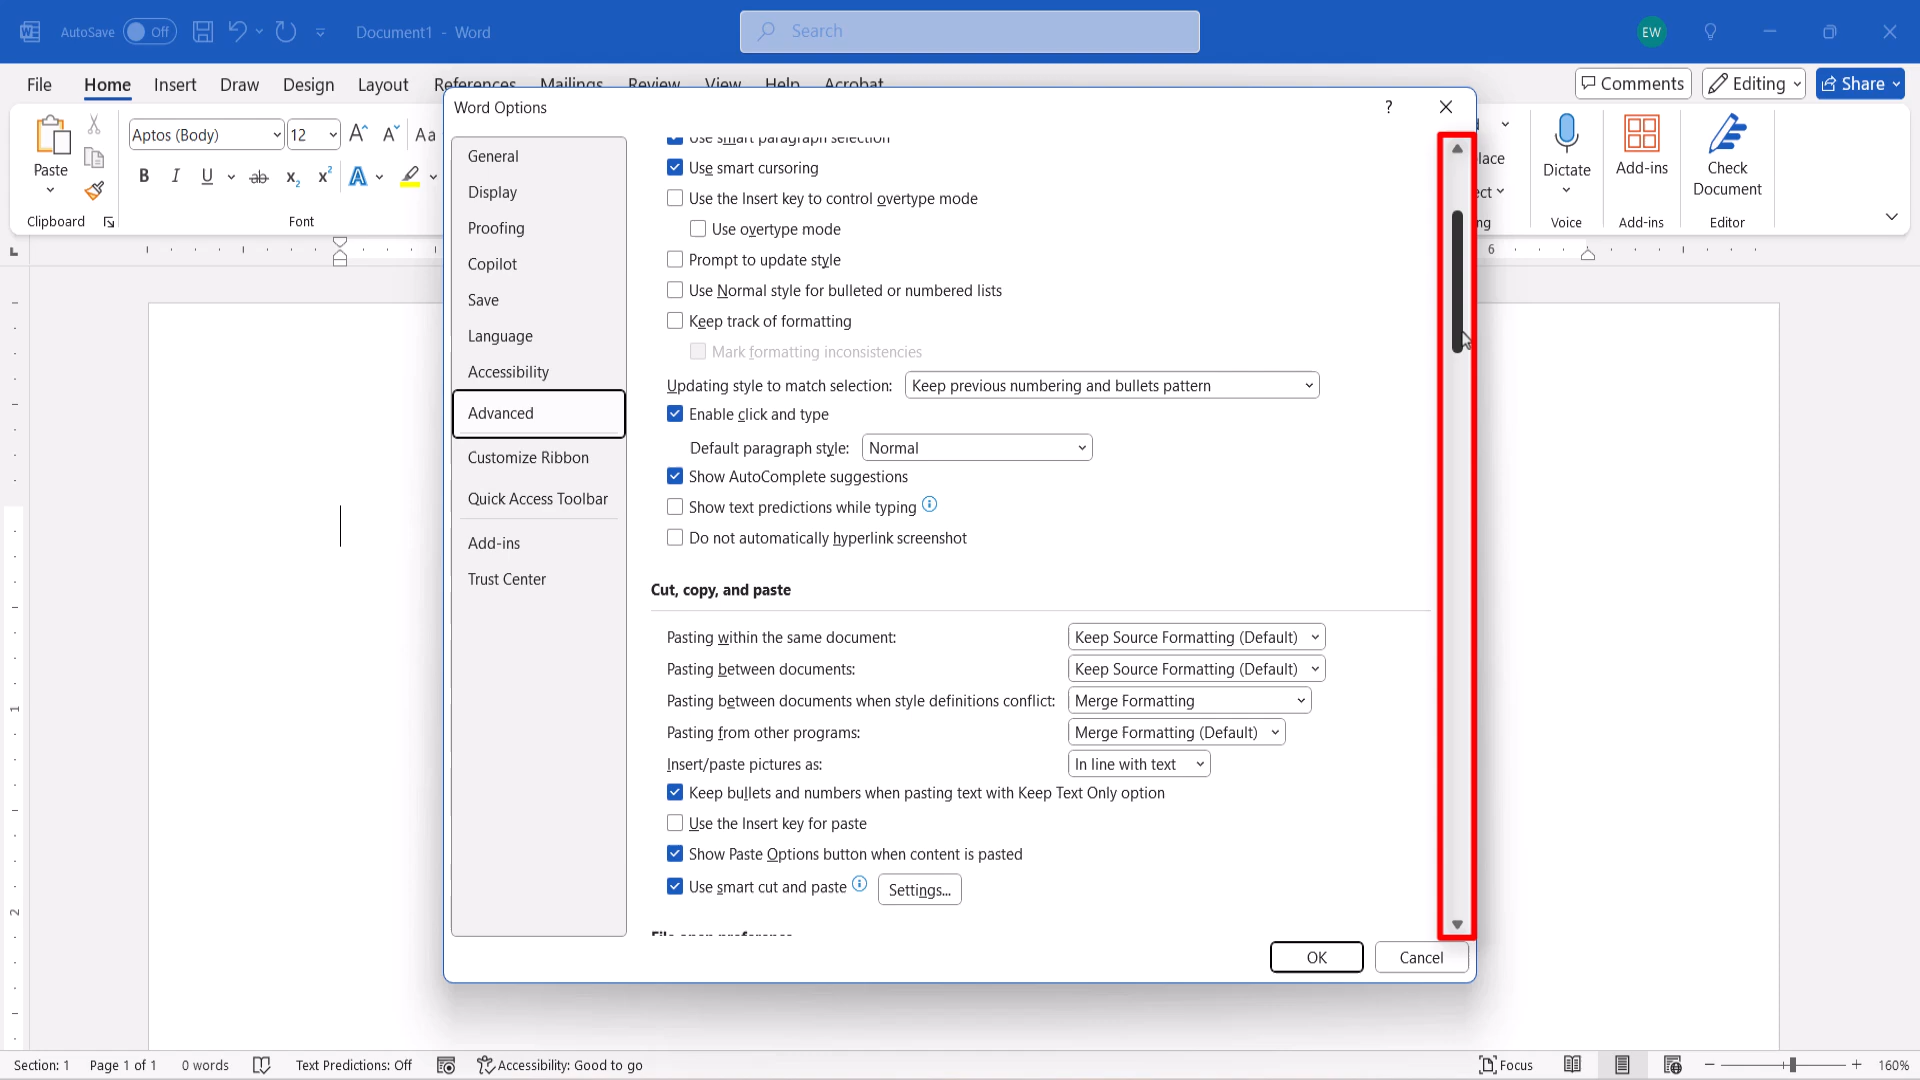 AutoSave Off Document1 - Word Search EW
File Home Insert Draw Design Layout References Mailings Review View Help Acrobat Comments Editing Share
Word Options ?
Aptos (Body) 12 Aa
Paste
B I U ab x2 x2 A
Clipboard Font
Dictate Add-ins Check Document
Voice Add-ins Editor
6
General
Display
Proofing
Copilot
Save
Language
Accessibility
Advanced
Customize Ribbon
Quick Access Toolbar
Add-ins
Trust Center
Use smart paragraph selection
Use smart cursoring
Use the Insert key to control overtype mode
Use overtype mode
Prompt to update style
Use Normal style for bulleted or numbered lists
Keep track of formatting
Mark formatting inconsistencies
Updating style to match selection: Keep previous numbering and bullets pattern
Enable click and type
Default paragraph style: Normal
Show AutoComplete suggestions
Show text predictions while typing
Do not automatically hyperlink screenshot
Cut, copy, and paste
Pasting within the same document: Keep Source Formatting (Default)
Pasting between documents: Keep Source Formatting (Default)
Pasting between documents when style definitions conflict: Merge Formatting
Pasting from other programs: Merge Formatting (Default)
Insert/paste pictures as: In line with text
Keep bullets and numbers when pasting text with Keep Text Only option
Use the Insert key for paste
Show Paste Options button when content is pasted
Use smart cut and paste Settings...
OK Cancel
1
2
Section: 1 Page 1 of 1 0 words Text Predictions: Off Accessibility: Good to go Focus 160%